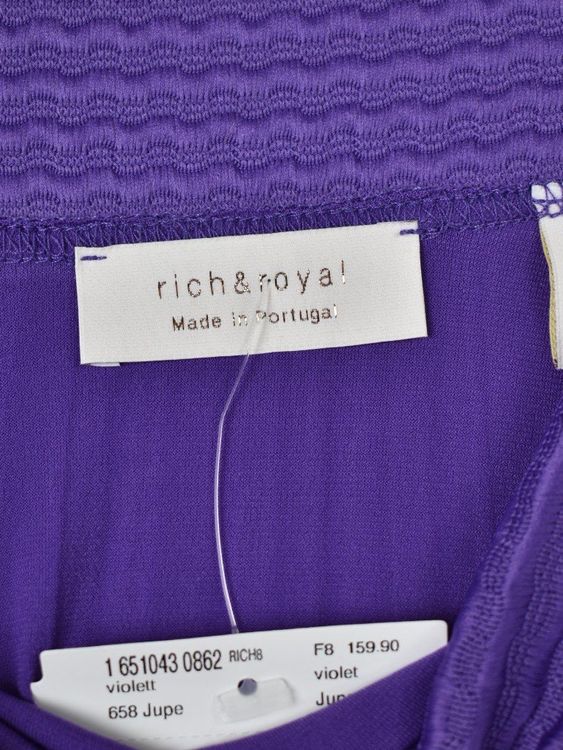 rich&royal
Made in Portugal
1 651043 0862 RICH8
violett
658 Jupe
F8 159.90
violet